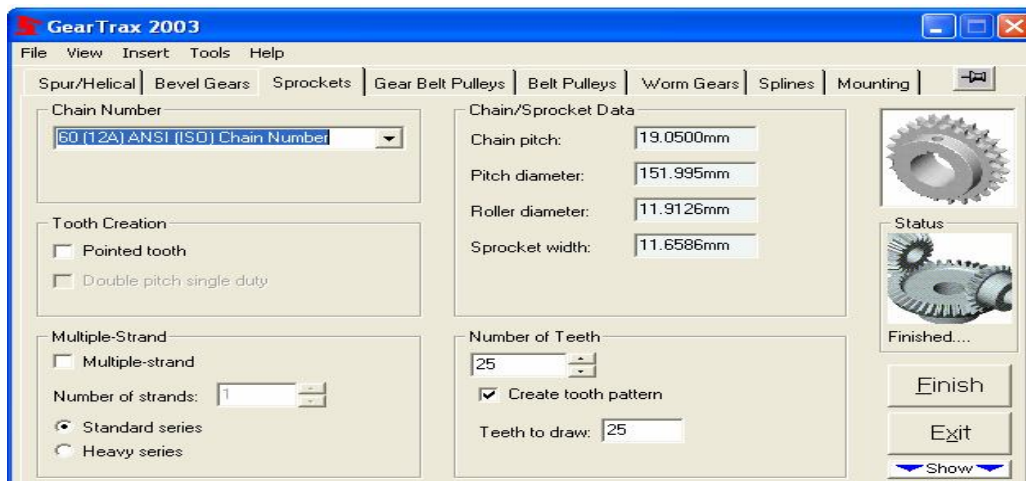 GearTrax 2003
File View Insert Tools Help
Spur/Helical Bevel Gears Sprockets Gear Belt Pulleys Belt Pulleys Worm Gears Splines Mounting
Chain Number
60 (12A) ANSI (ISO) Chain Number
Tooth Creation
Pointed tooth
Double pitch single duty
Multiple-Strand
Multiple-strand
Number of strands: 1
Standard series
Heavy series
Chain/Sprocket Data
Chain pitch: 19.0500mm
Pitch diameter: 151.995mm
Roller diameter: 11.9126mm
Sprocket width: 11.6586mm
Number of Teeth
25
Create tooth pattern
Teeth to draw: 25
Status
Finished....
Finish
Exit
Show